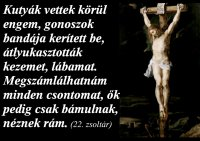 Kutyák vettek körül
engem, gonoszok
bandája kerített be,
átlyukasztották
kezemet, lábamat.
Megszámlálhatnám
minden csontomat, ők
pedig csak bámulnak,
néznek rám. (22. zsoltár)